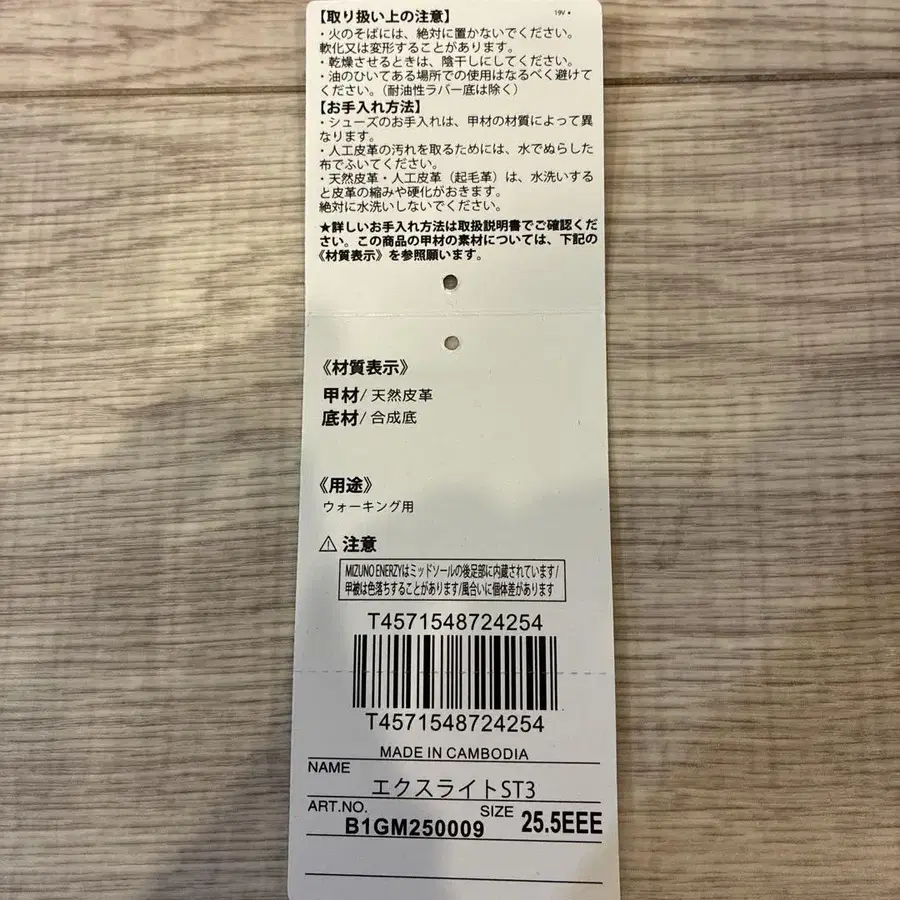 【取り扱い上の注意】
19V •
・火のそばには、絶対に置かないでください。
軟化又は変形することがあります。
・乾燥させるときは、陰干しにしてください。
・油のひいてある場所での使用はなるべく避けて
ください。（耐油性ラバー底は除く）
【お手入れ方法】
・シューズのお手入れは、甲材の材質によって異
なります。
・人工皮革の汚れを取るためには、水でぬらした
布でふいてください。
・天然皮革・人工皮革（起毛革）は、水洗いする
と皮革の縮みや硬化がおきます。
絶対に水洗いしないでください。
★詳しいお手入れ方法は取扱説明書でご確認くだ
さい。この商品の甲材の素材については、下記の
《材質表示》を参照願います。
《材質表示》
甲材/ 天然皮革
底材/ 合成底
《用途》
ウォーキング用
⚠ 注意
MIZUNO ENERZYはミッドソールの後足部に内蔵されています/
甲被は色落ちすることがあります/風合いに個体差があります
T4571548724254
T4571548724254
MADE IN CAMBODIA
NAME
エクスライトST3
ART.NO.
B1GM250009
SIZE
25.5EEE